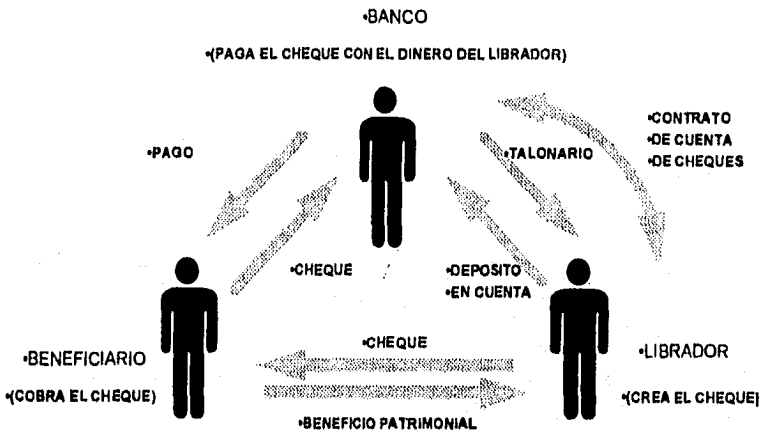 •BANCO
•(PAGA EL CHEQUE CON EL DINERO DEL LIBRADOR)
•CONTRATO
•DE CUENTA
•DE CHEQUES
•PAGO
•TALONARIO
•CHEQUE
•DEPOSITO
•EN CUENTA
•CHEQUE
•BENEFICIARIO
•(COBRA EL CHEQUE)
•LIBRADOR
•(CREA EL CHEQUE)
•BENEFICIO PATRIMONIAL